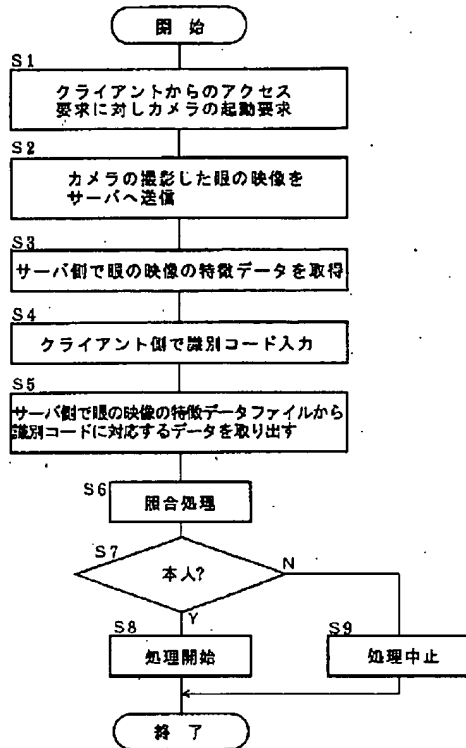 開始
S1
クライアントからのアクセス
要求に対しカメラの起動要求
S2
カメラの撮影した眼の映像を
サーバへ送信
S3
サーバ側で眼の映像の特徴データを取得
S4
クライアント側で識別コード入力
S5
サーバ側で眼の映像の特徴データファイルから
識別コードに対応するデータを取り出す
S6
照合処理
S7
本人?
N
Y
S8
処理開始
S9
処理中止
終了